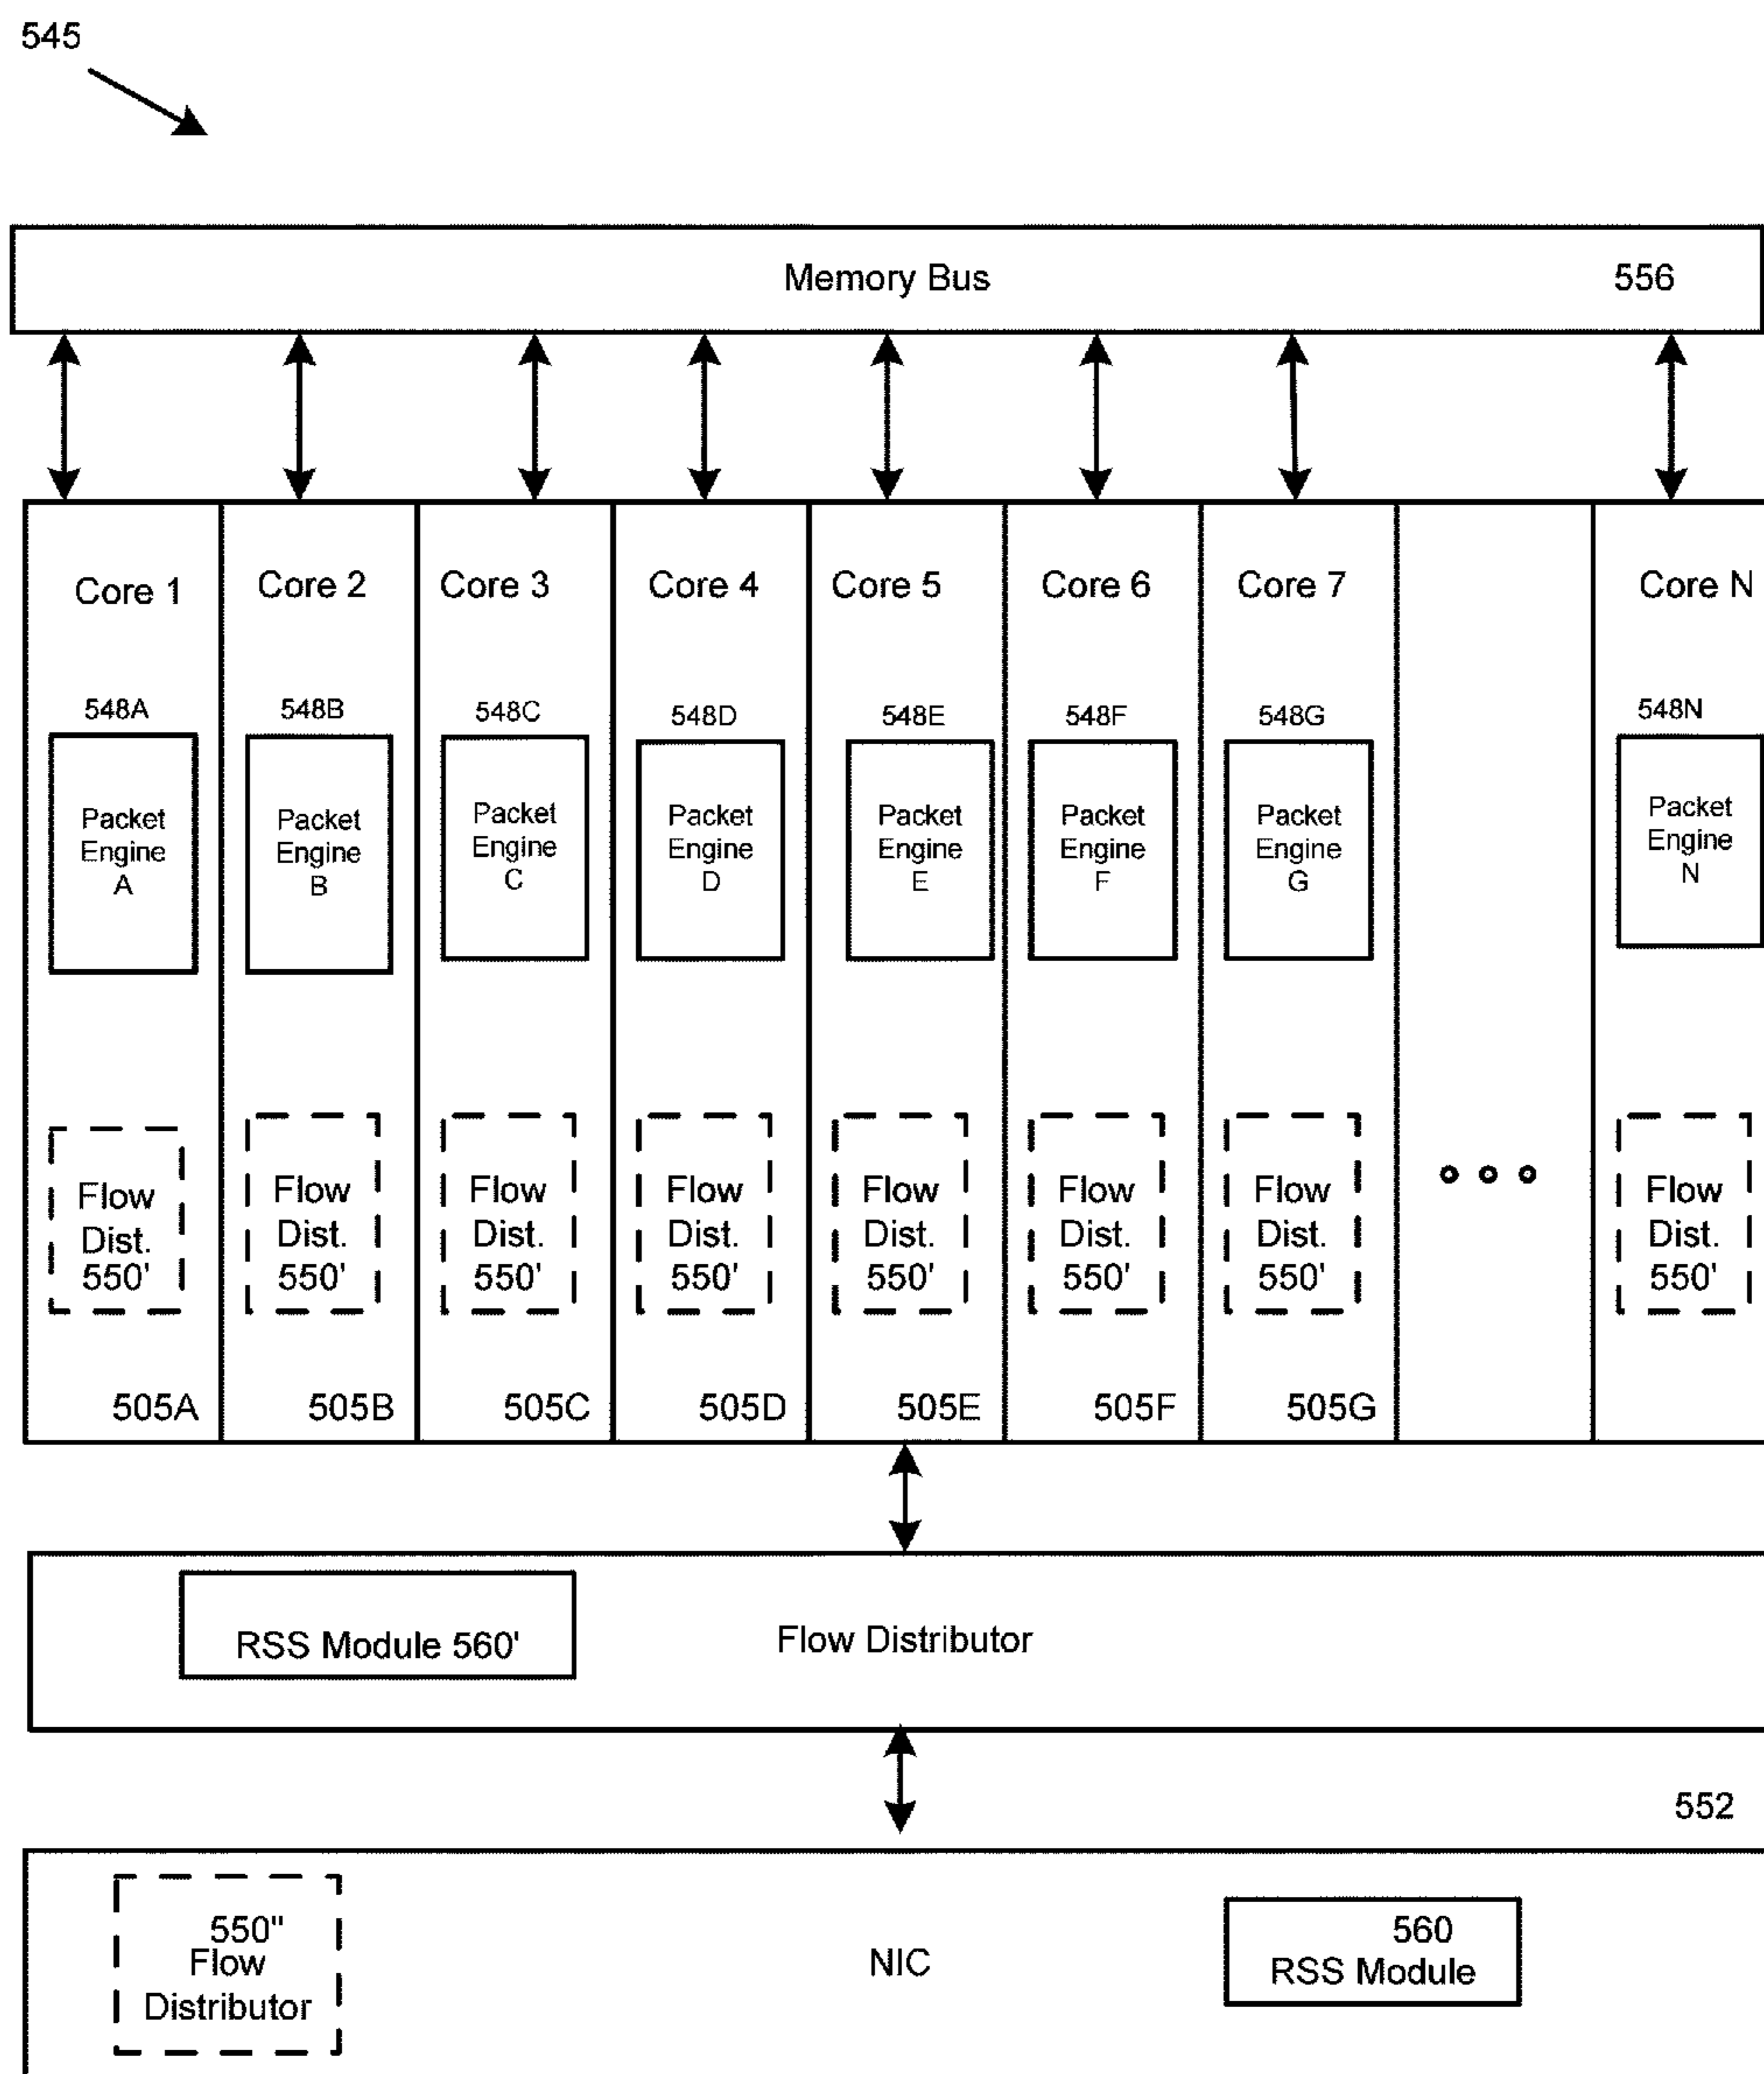 545
Memory Bus 556
Core 1 Core 2 Core 3 Core 4 Core 5 Core 6 Core 7 Core N
548A 548B 548C 548D 548E 548F 548G 548N
Packet Packet Packet Packet Packet Packet Packet Packet
Engine Engine Engine Engine Engine Engine Engine Engine
A B C D E F G N
Flow Flow Flow Flow Flow Flow Flow Flow
Dist. Dist. Dist. Dist. Dist. Dist. Dist. Dist.
550' 550' 550' 550' 550' 550' 550' 550'
505A 505B 505C 505D 505E 505F 505G
RSS Module 560' Flow Distributor
552
550" 560
Flow NIC RSS Module
Distributor